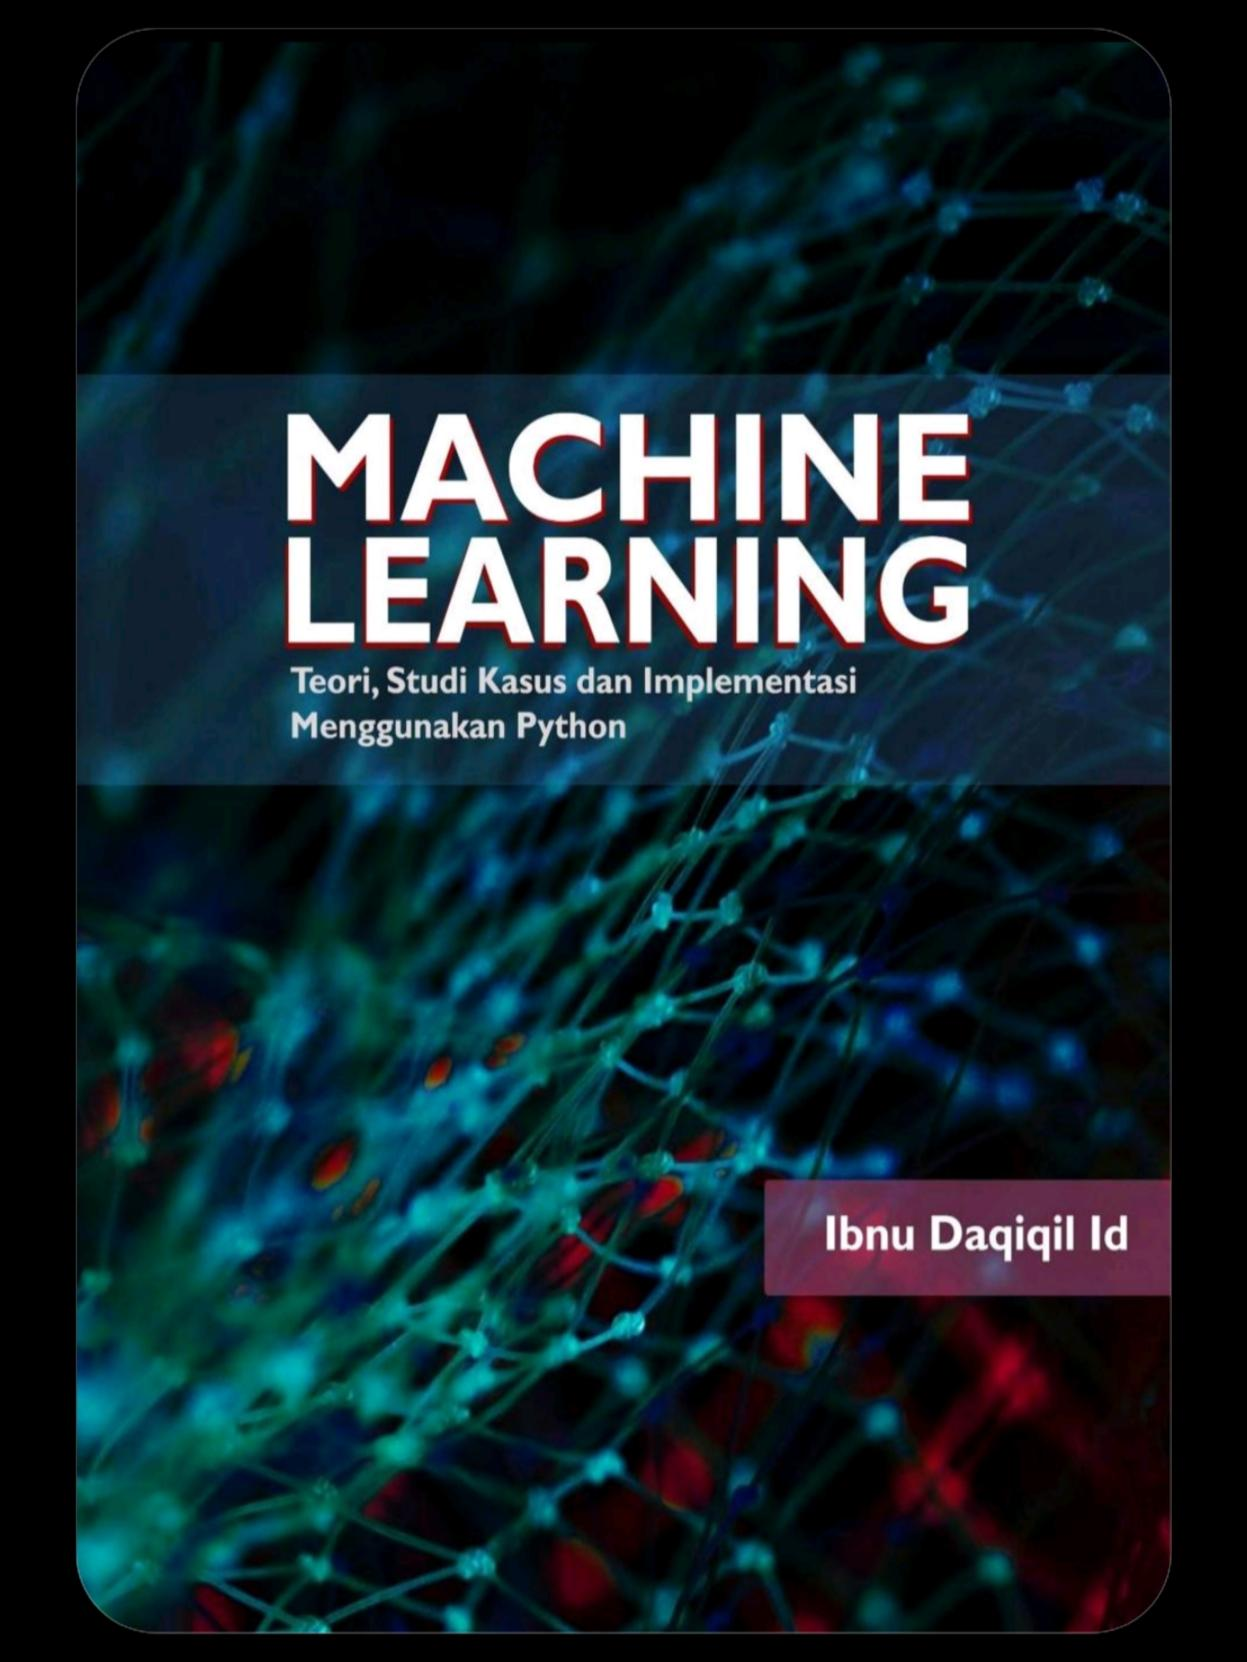 MACHINE
LEARNING
Teori, Studi Kasus dan Implementasi
Menggunakan Python
Ibnu Daqiqil Id